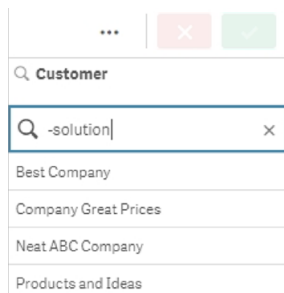 Customer
-solution
Best Company
Company Great Prices
Neat ABC Company
Products and Ideas